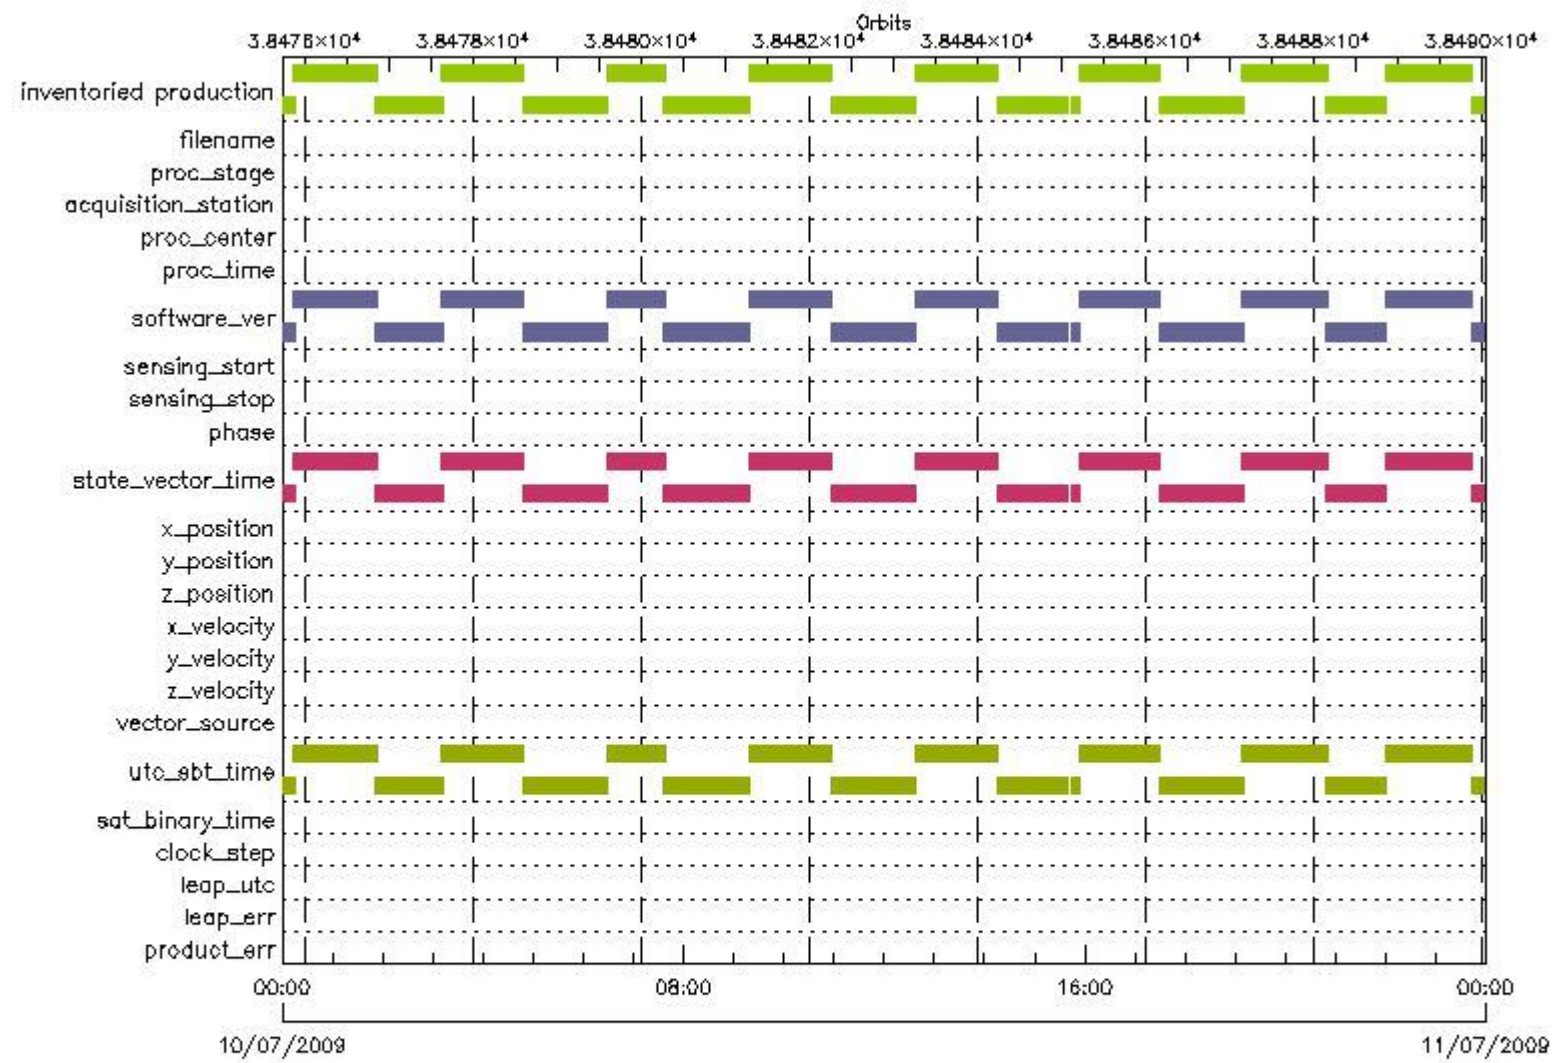 Orbits
3.8476×10⁴ 3.8478×10⁴ 3.8480×10⁴ 3.8482×10⁴ 3.8484×10⁴ 3.8486×10⁴ 3.8488×10⁴ 3.8490×10⁴
inventoried production
filename
proc_stage
acquisition_station
proc_center
proc_time
software_ver
sensing_start
sensing_stop
phase
state_vector_time
x_position
y_position
z_position
x_velocity
y_velocity
z_velocity
vector_source
utc_sbt_time
sat_binary_time
clock_step
leap_utc
leap_err
product_err
00:00 08:00 16:00 00:00
10/07/2009 11/07/2009